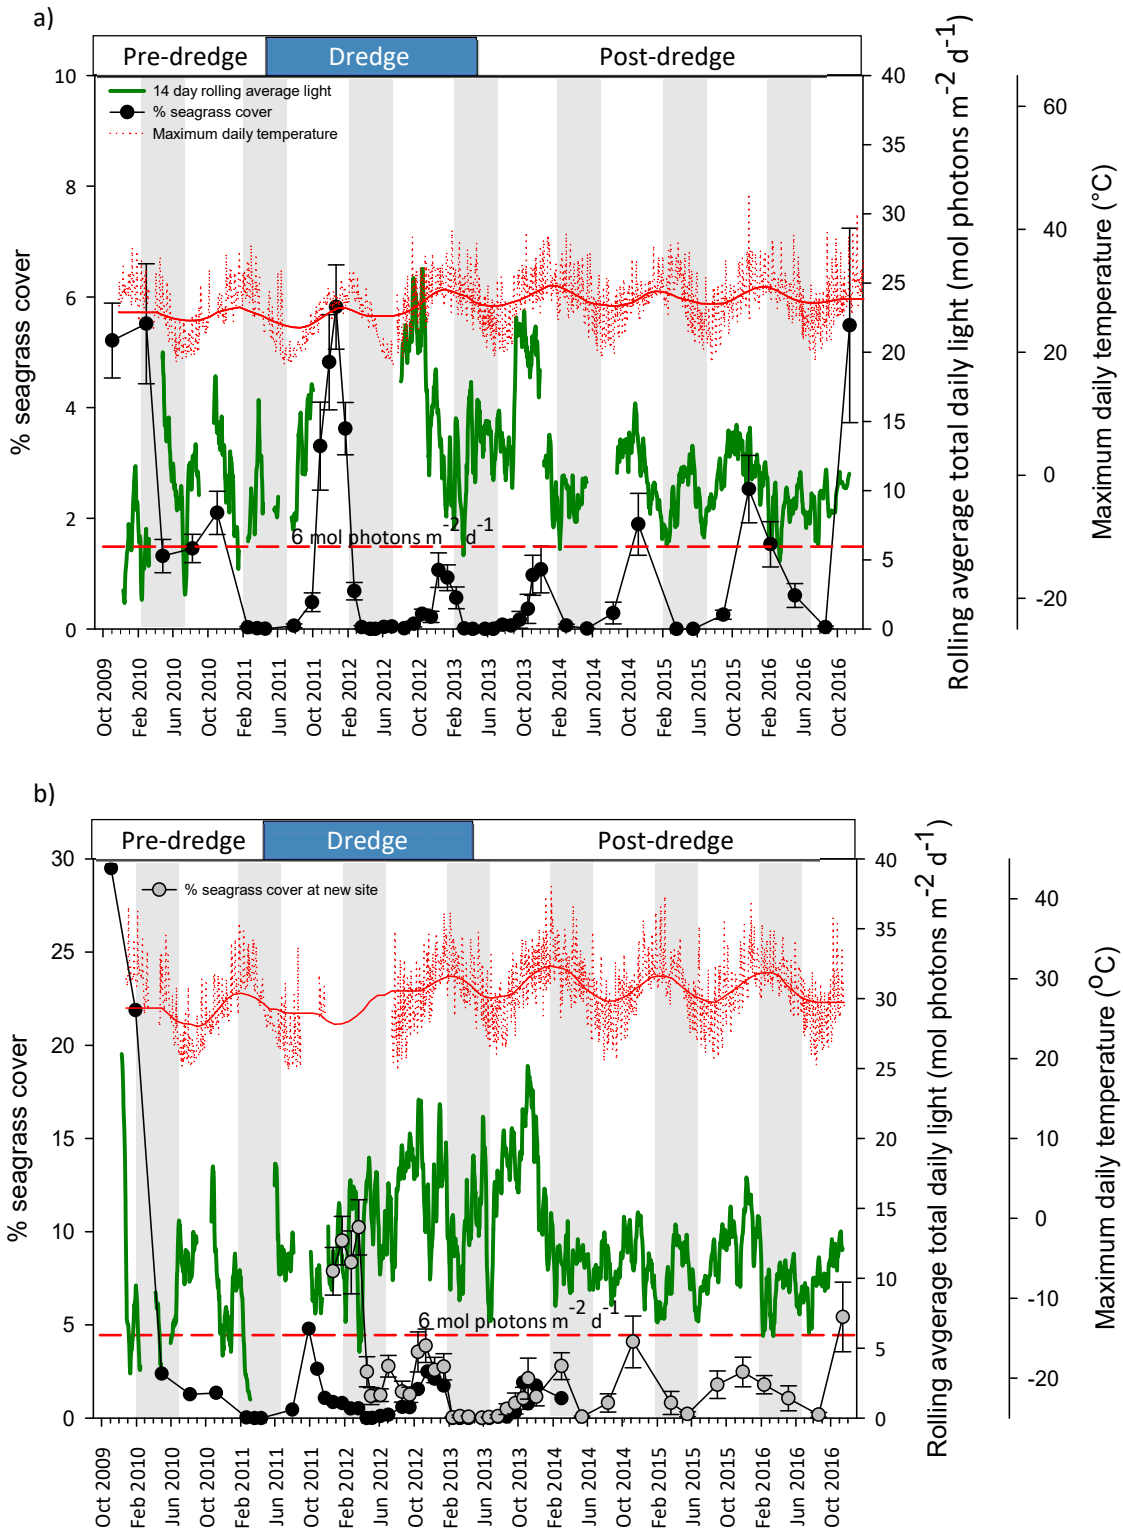 a)
Pre-dredge Dredge Post-dredge
14 day rolling average light
% seagrass cover
Maximum daily temperature
10
8
6
4
2
0
% seagrass cover
40
35
30
25
20
15
10
5
0
Rolling avgerage total daily light (mol photons m-2 d-1)
60
40
20
0
-20
Maximum daily temperature (°C)
6 mol photons m-2 d-1
Oct 2009
Feb 2010
Jun 2010
Oct 2010
Feb 2011
Jun 2011
Oct 2011
Feb 2012
Jun 2012
Oct 2012
Feb 2013
Jun 2013
Oct 2013
Feb 2014
Jun 2014
Oct 2014
Feb 2015
Jun 2015
Oct 2015
Feb 2016
Jun 2016
Oct 2016
b)
Pre-dredge Dredge Post-dredge
% seagrass cover at new site
30
25
20
15
10
5
0
% seagrass cover
40
35
30
25
20
15
10
5
0
Rolling avgerage total daily light (mol photons m-2 d-1)
40
30
20
10
0
-10
-20
Maximum daily temperature (oC)
6 mol photons m-2 d-1
Oct 2009
Feb 2010
Jun 2010
Oct 2010
Feb 2011
Jun 2011
Oct 2011
Feb 2012
Jun 2012
Oct 2012
Feb 2013
Jun 2013
Oct 2013
Feb 2014
Jun 2014
Oct 2014
Feb 2015
Jun 2015
Oct 2015
Feb 2016
Jun 2016
Oct 2016